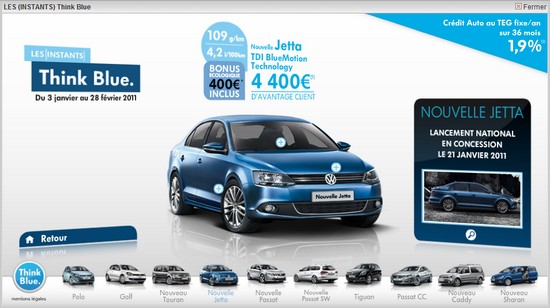 LES (INSTANTS) Think Blue
Fermer
Crédit Auto au TEG fixe/an
sur 36 mois
1,9%
109 g/km
4,2 l/100km
BONUS
ECOLOGIQUE
400€
INCLUS
Nouvelle Jetta
TDI BlueMotion
Technology
4 400€
D'AVANTAGE CLIENT
LES [INSTANTS]
Think Blue.
Du 3 janvier au 28 février 2011
NOUVELLE JETTA
LANCEMENT NATIONAL
EN CONCESSION
LE 21 JANVIER 2011
Nouvelle Jetta
Retour
Think
Blue.
mentions légales
Polo
Golf
Nouveau
Touran
Nouvelle
Jetta
Nouvelle
Passat
Nouvelle
Passat SW
Tiguan
Passat CC
Nouveau
Caddy
Nouveau
Sharan